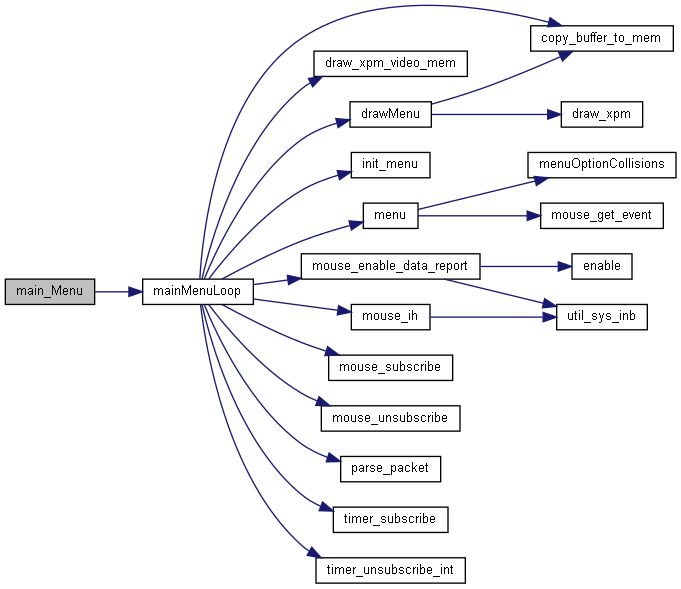 copy_buffer_to_mem
draw_xpm_video_mem
drawMenu
draw_xpm
init_menu
menuOptionCollisions
menu
mouse_get_event
mouse_enable_data_report
enable
main_Menu
mainMenuLoop
mouse_ih
util_sys_inb
mouse_subscribe
mouse_unsubscribe
parse_packet
timer_subscribe
timer_unsubscribe_int